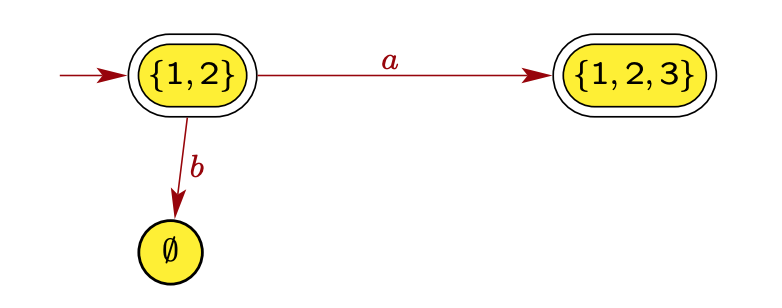 {1,2} a {1,2,3}
b
∅